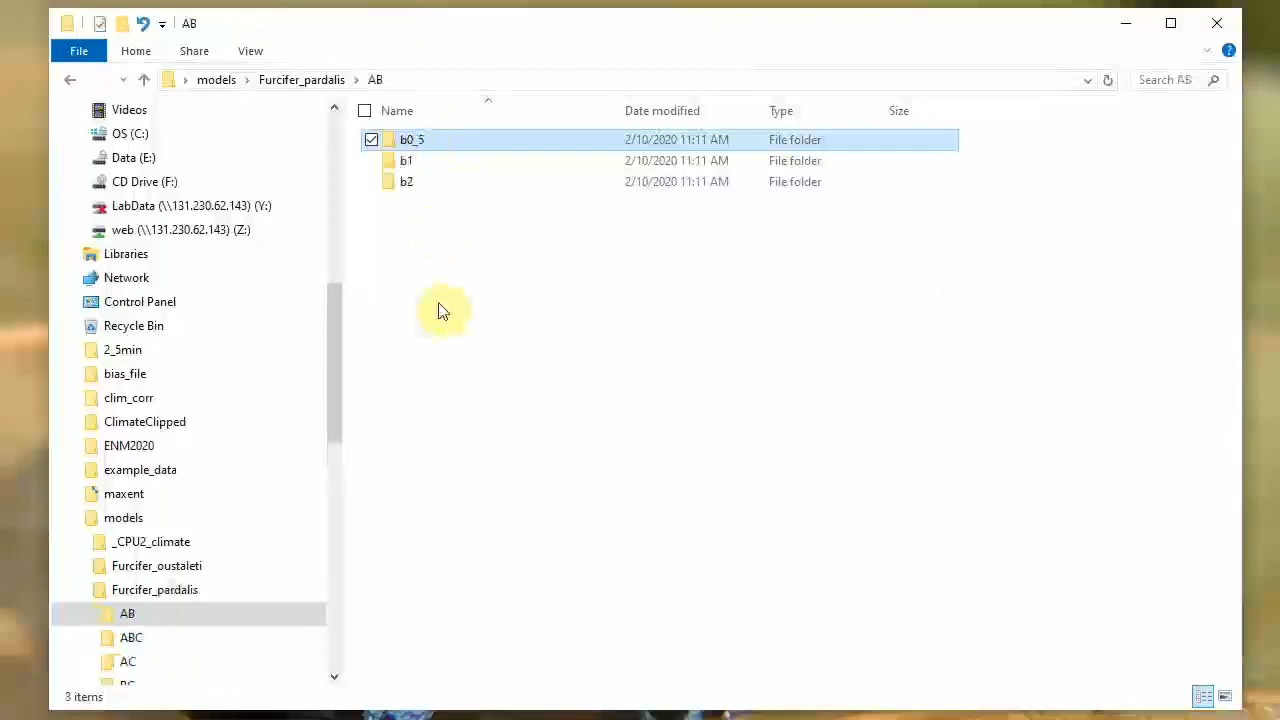 AB
File Home Share View
models Furcifer_pardalis AB Search AB
Name Date modified Type Size
b0_5 2/10/2020 11:11 AM File folder
b1 2/10/2020 11:11 AM File folder
b2 2/10/2020 11:11 AM File folder
Videos
OS (C:)
Data (E:)
CD Drive (F:)
LabData (\\131.230.62.143) (Y:)
web (\\131.230.62.143) (Z:)
Libraries
Network
Control Panel
Recycle Bin
2_5min
bias_file
clim_corr
ClimateClipped
ENM2020
example_data
maxent
models
_CPU2_climate
Furcifer_oustaleti
Furcifer_pardalis
AB
ABC
AC
BC
3 items